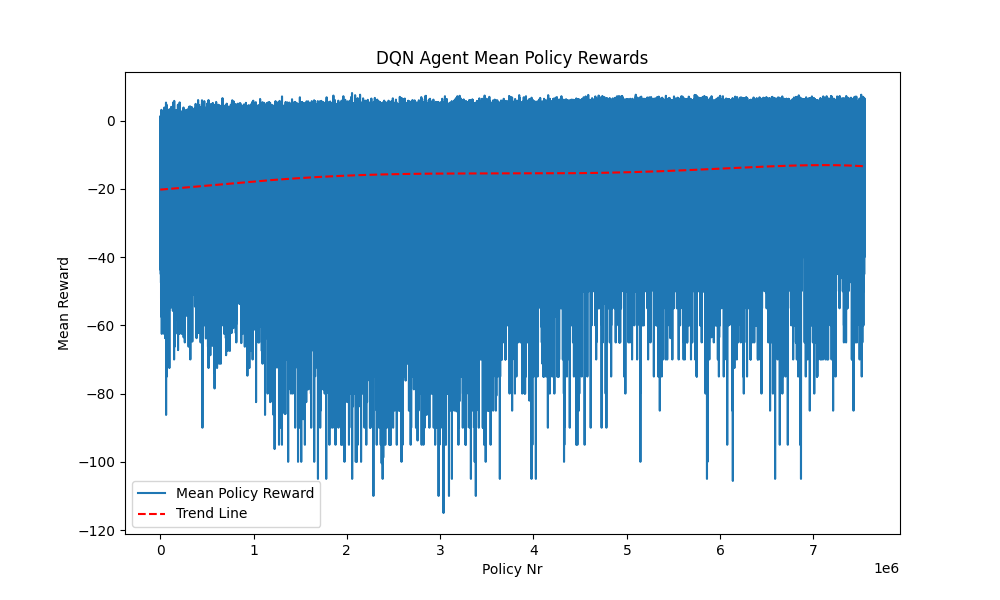 DQN Agent Mean Policy Rewards
Mean Reward
0
−20
−40
−60
−80
−100
−120
Mean Policy Reward
Trend Line
0 1 2 3 4 5 6 7
1e6
Policy Nr